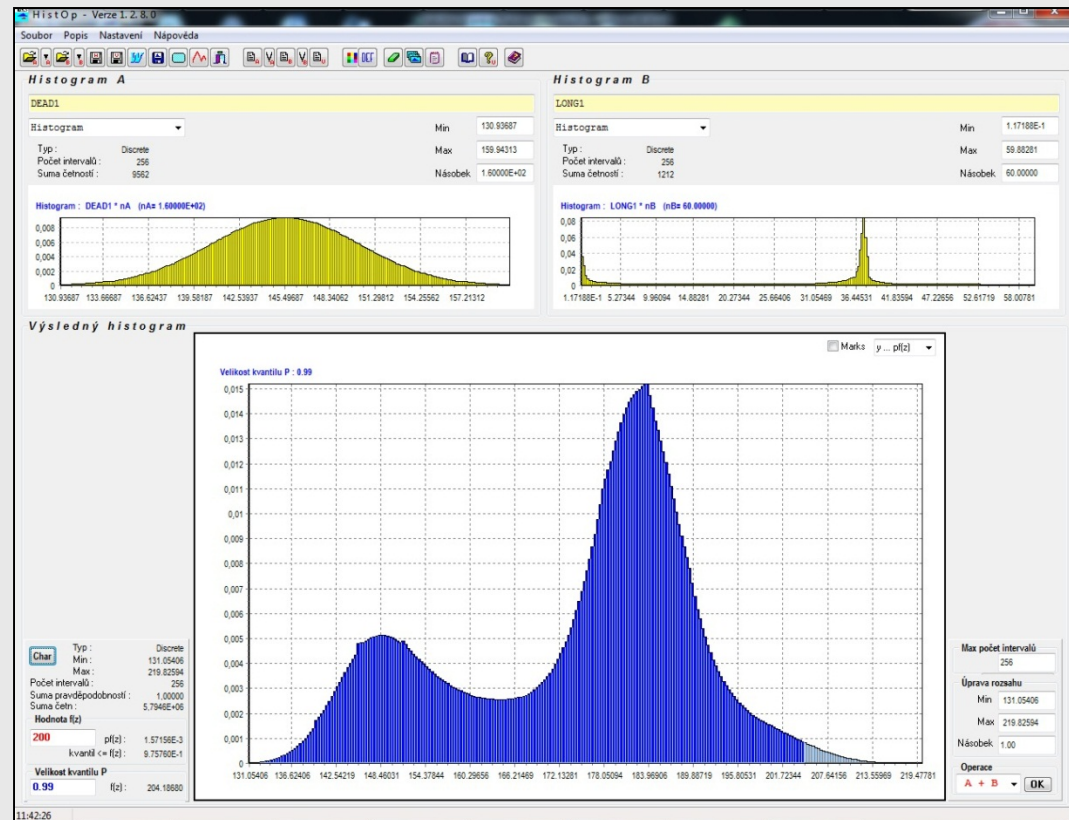 HistOp - Verze 1.2.8.0
Soubor Popis Nastavení Nápověda
DEF
Histogram A
DEAD1
Histogram
Min 130.93687
Typ : Discrete
Max 159.94313
Počet intervalů : 256
Suma četností : 9562
Násobek 1.60000E+02
Histogram : DEAD1 * nA (nA= 1.60000E+02)
0,008
0,006
0,004
0,002
0
130.93687 133.66687 136.62437 139.58187 142.53937 145.49687 148.34062 151.29812 154.25562 157.21312
Histogram B
LONG1
Histogram
Min 1.17188E-1
Typ : Discrete
Max 59.88281
Počet intervalů : 256
Suma četností : 1212
Násobek 60.00000
Histogram : LONG1 * nB (nB= 60.00000)
0,08
0,06
0,04
0,02
0
1.17188E-1 5.27344 9.96094 14.88281 20.27344 25.66406 31.05469 36.44531 41.83594 47.22656 52.61719 58.00781
Výsledný histogram
Marks y ... pf(z)
Velikost kvantilu P : 0.99
0,015
0,014
0,013
0,012
0,011
0,01
0,009
0,008
0,007
0,006
0,005
0,004
0,003
0,002
0,001
0
131.05406 136.62406 142.54219 148.46031 154.37844 160.29656 166.21469 172.13281 178.05094 183.96906 189.88719 195.80531 201.72344 207.64156 213.55969 219.47781
Char
Typ : Discrete
Min : 131.05406
Max : 219.82594
Počet intervalů : 256
Suma pravděpodobností : 1.00000
Suma četn : 5.7946E+06
Hodnota f(z)
200 pf(z) : 1.57156E-3
kvantil <= f(z) : 9.75760E-1
Velikost kvantilu P
0.99 f(z) : 204.18680
Max počet intervalů
256
Úprava rozsahu
Min 131.05406
Max 219.82594
Násobek 1.00
Operace
A + B OK
11:42:26